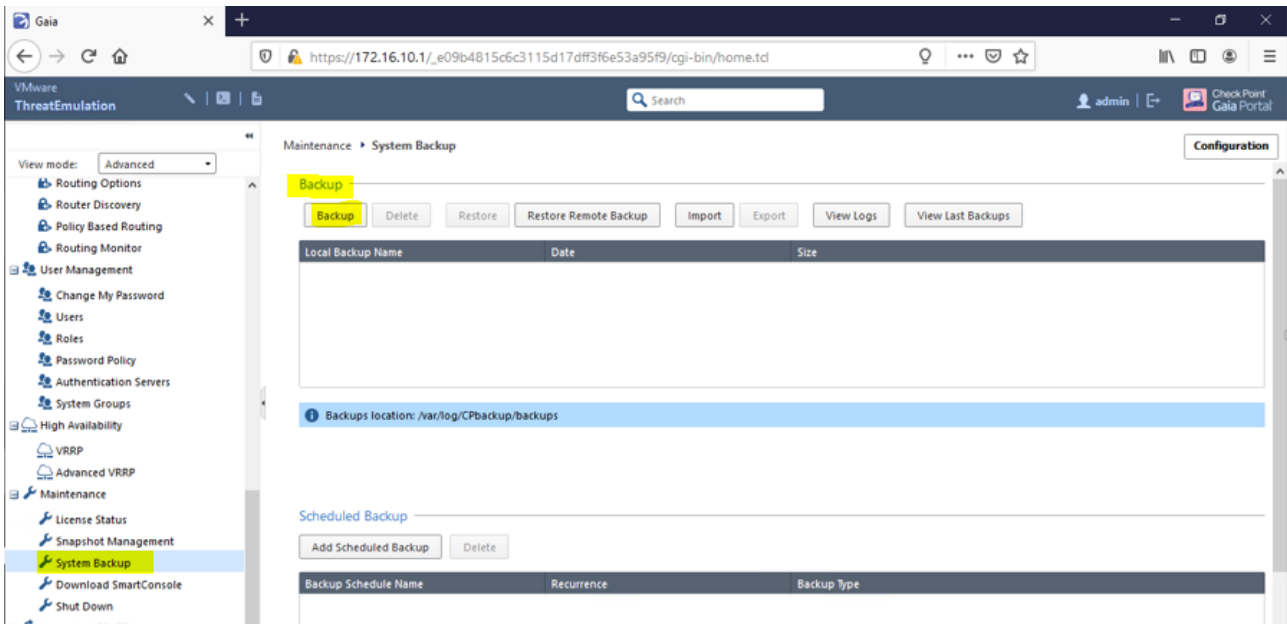 Gaia
https://172.16.10.1/_e09b4815c6c3115d17dff3f6e53a95f9/cgi-bin/home.tcl
VMware
ThreatEmulation
Search
admin
Check Point
Gaia Portal
View mode: Advanced
Routing Options
Router Discovery
Policy Based Routing
Routing Monitor
User Management
Change My Password
Users
Roles
Password Policy
Authentication Servers
System Groups
High Availability
VRRP
Advanced VRRP
Maintenance
License Status
Snapshot Management
System Backup
Download SmartConsole
Shut Down
Maintenance System Backup
Configuration
Backup
Backup Delete Restore Restore Remote Backup Import Export View Logs View Last Backups
Local Backup Name Date Size
Backups location: /var/log/CPbackup/backups
Scheduled Backup
Add Scheduled Backup Delete
Backup Schedule Name Recurrence Backup Type